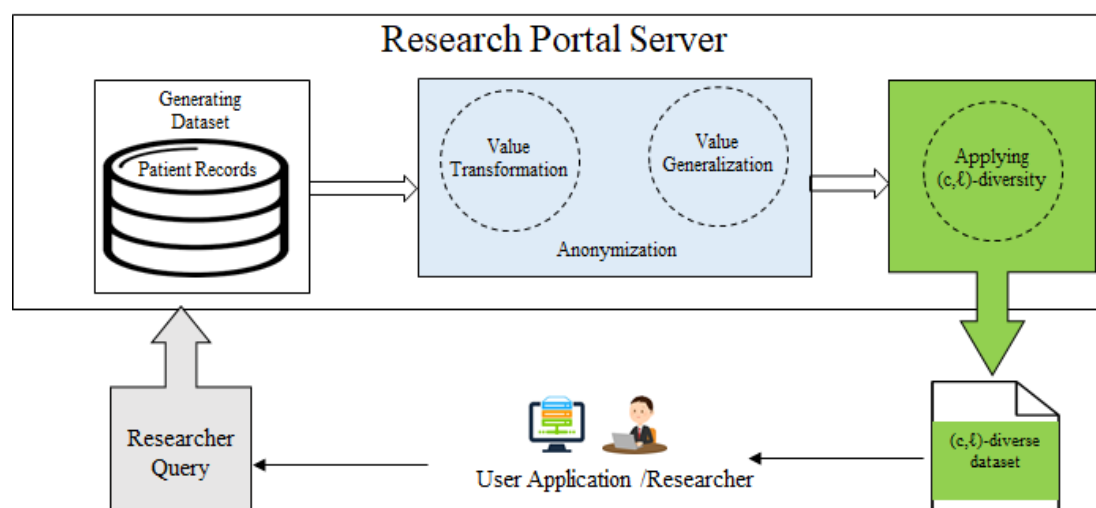 Research Portal Server
Generating
Dataset
Patient Records
Value
Transformation
Value
Generalization
Anonymization
Applying
(c,ℓ)-diversity
Researcher
Query
User Application /Researcher
(c,ℓ)-diverse
dataset